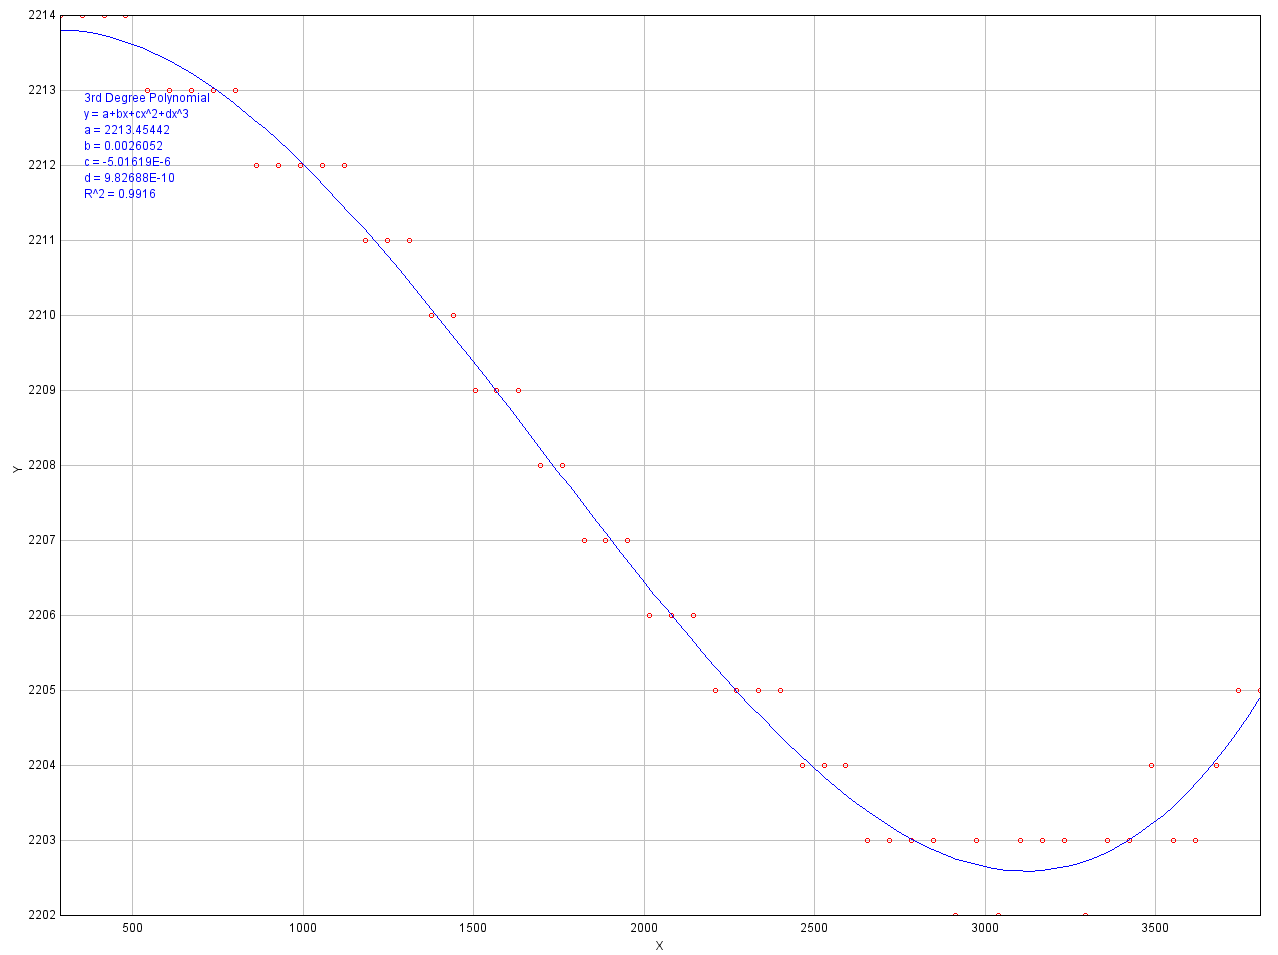 2214
2213
3rd Degree Polynomial
y = a+bx+cx^2+dx^3
a = 2213.45442
b = 0.0026052
c = -5.01619E-6
d = 9.82688E-10
R^2 = 0.9916
2212
2211
2210
2209
2208
Y
2207
2206
2205
2204
2203
2202
500 1000 1500 2000 2500 3000 3500
X